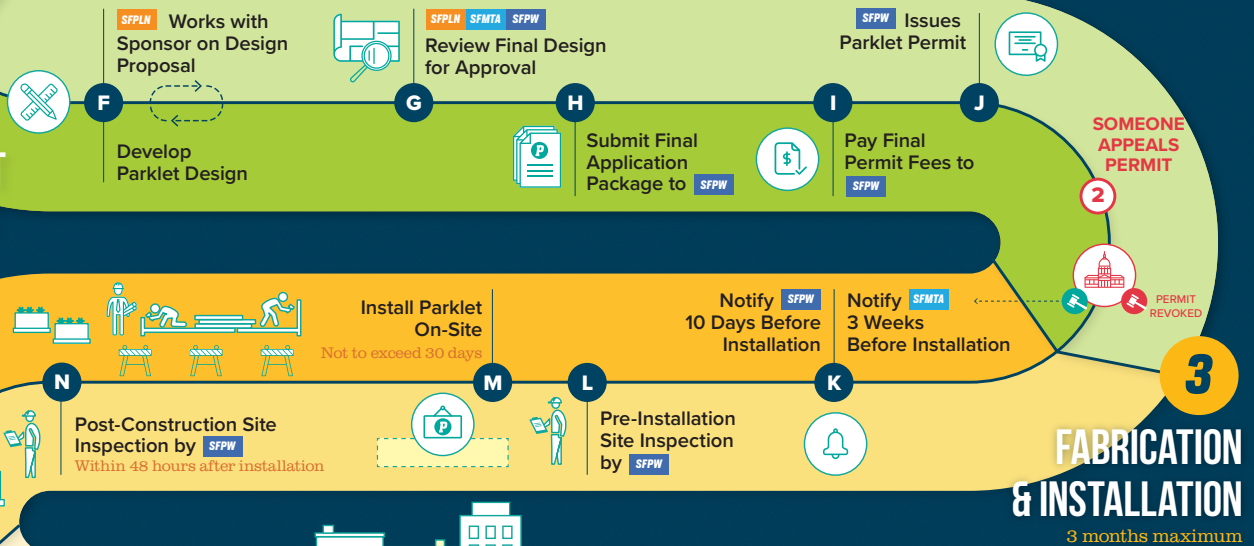 SFPLN Works with
Sponsor on Design
Proposal
F
Develop
Parklet Design
SFPLN SFMTA SFPW
Review Final Design
for Approval
G
H
Submit Final
Application
Package to SFPW
P
I
$
Pay Final
Permit Fees to
SFPW
SFPW Issues
Parklet Permit
J
SOMEONE
APPEALS
PERMIT
2
PERMIT
REVOKED
Notify SFMTA
3 Weeks
Before Installation
Notify SFPW
10 Days Before
Installation
K
L
Pre-Installation
Site Inspection
by SFPW
Install Parklet
On-Site
Not to exceed 30 days
M
P
N
Post-Construction Site
Inspection by SFPW
Within 48 hours after installation
3
FABRICATION
& INSTALLATION
3 months maximum